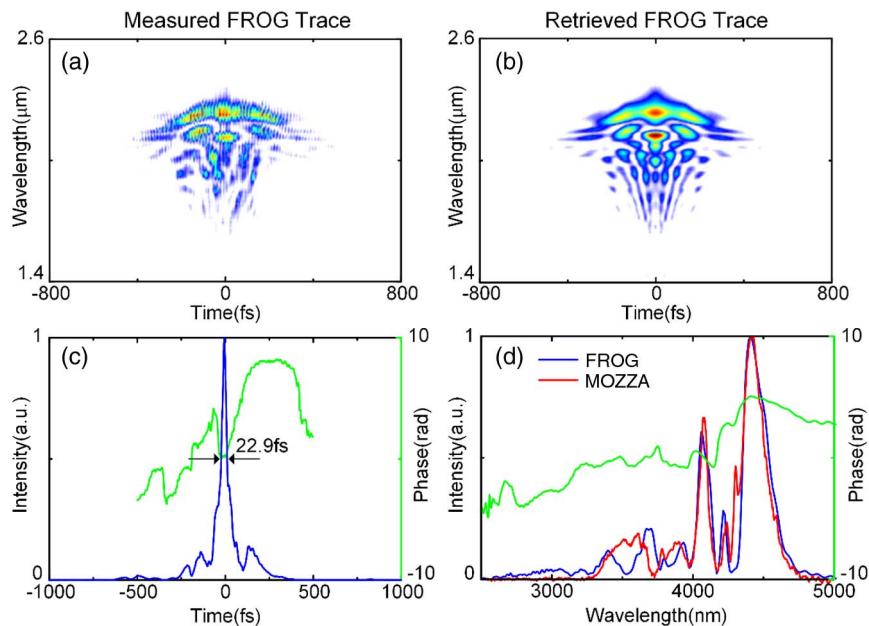 Measured FROG Trace
Retrieved FROG Trace
2.6
(a)
Wavelength(μm)
1.4
-800
0
800
Time(fs)
2.6
(b)
Wavelength(μm)
1.4
-800
0
800
Time(fs)
1
(c)
10
22.9fs
Intensity(a.u.)
Phase(rad)
0
-10
-1000
-500
0
500
1000
Time(fs)
1
(d)
10
FROG
MOZZA
Intensity(a.u.)
Phase(rad)
0
-10
3000
4000
5000
Wavelength(nm)